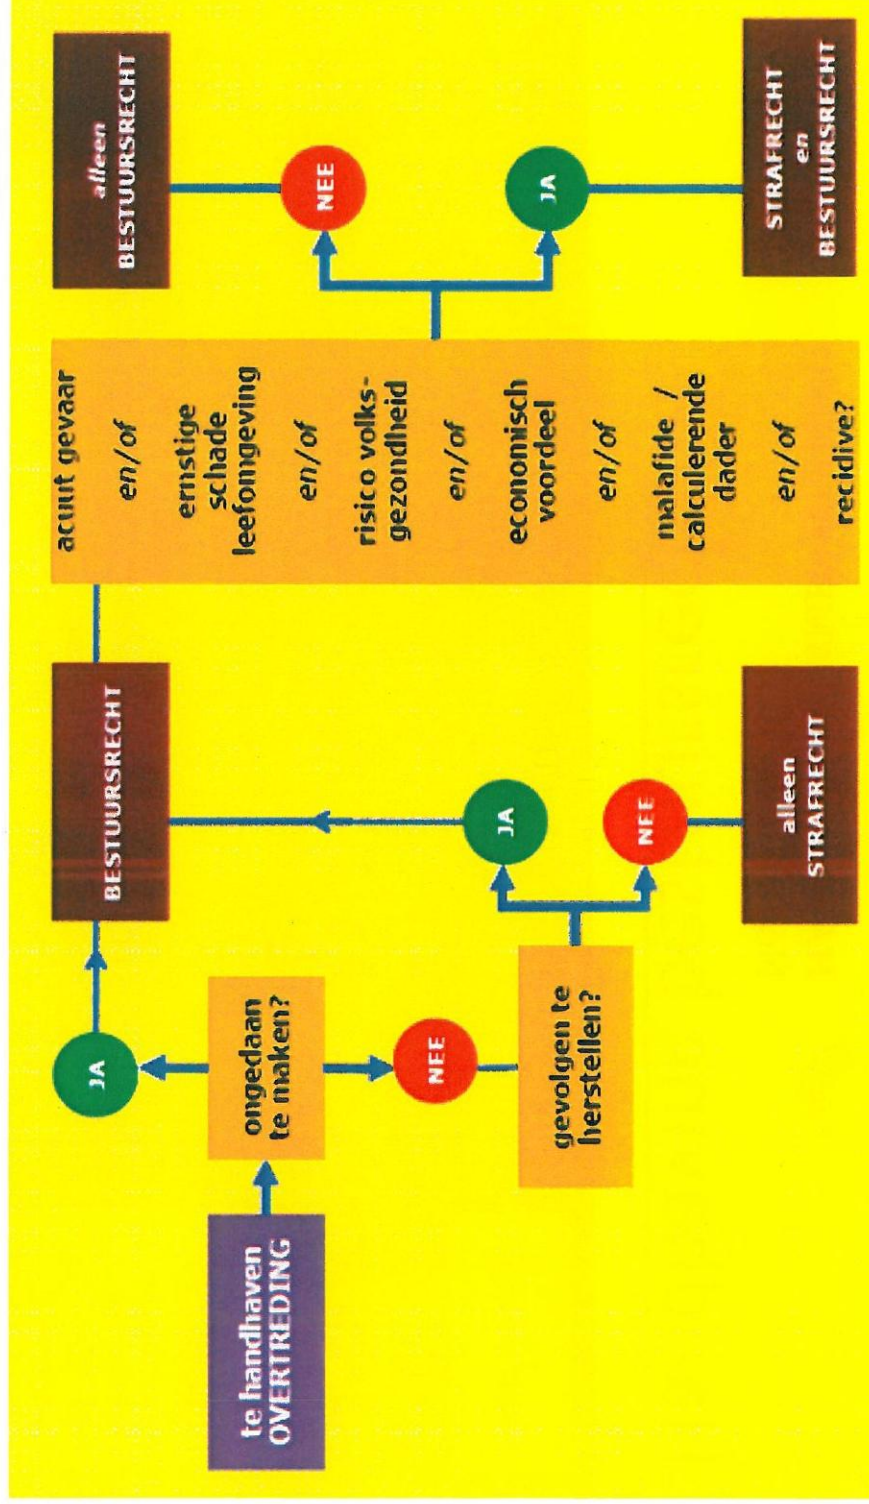 te handhaven
OVERTREDING
ongedaan
te maken?
JA
NEE
BESTUURSRECHT
gevolgen te
herstellen?
JA
NEE
alleen
STRAFRECHT
acuut gevaar
en/of
ernstige
schade
leefomgeving
en/of
risico volks-
gezondheid
en/of
economisch
voordeel
en/of
malafide /
calculerende
dader
en/of
recidive?
NEE
JA
alleen
BESTUURSRECHT
STRAFRECHT
en
BESTUURSRECHT